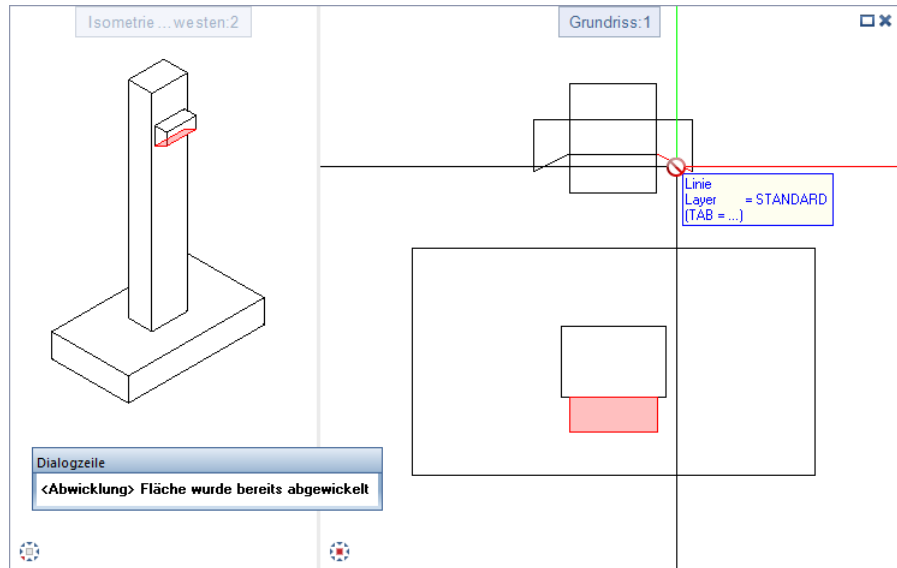 Isometrie ... westen:2
Grundriss:1
Linie
Layer = STANDARD
(TAB = ...)
Dialogzeile
<Abwicklung> Fläche wurde bereits abgewickelt